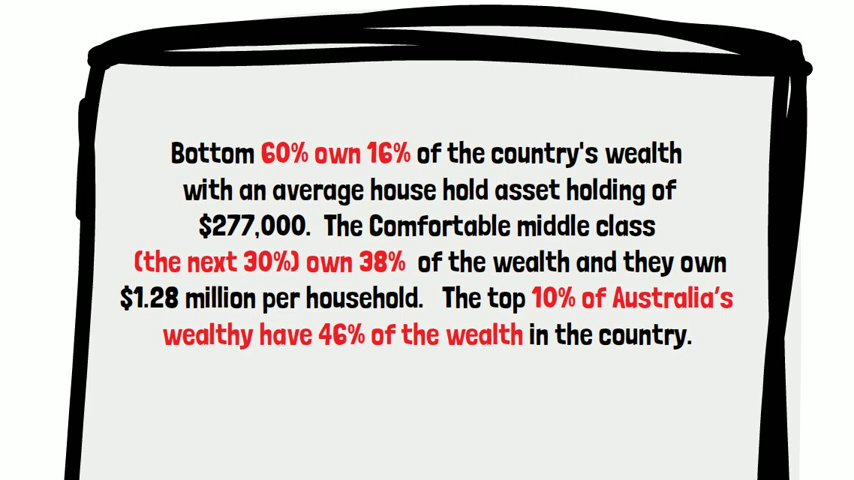 Bottom 60% own 16% of the country's wealth
with an average house hold asset holding of
$277,000. The Comfortable middle class
(the next 30%) own 38% of the wealth and they own
$1.28 million per household. The top 10% of Australia's
wealthy have 46% of the wealth in the country.